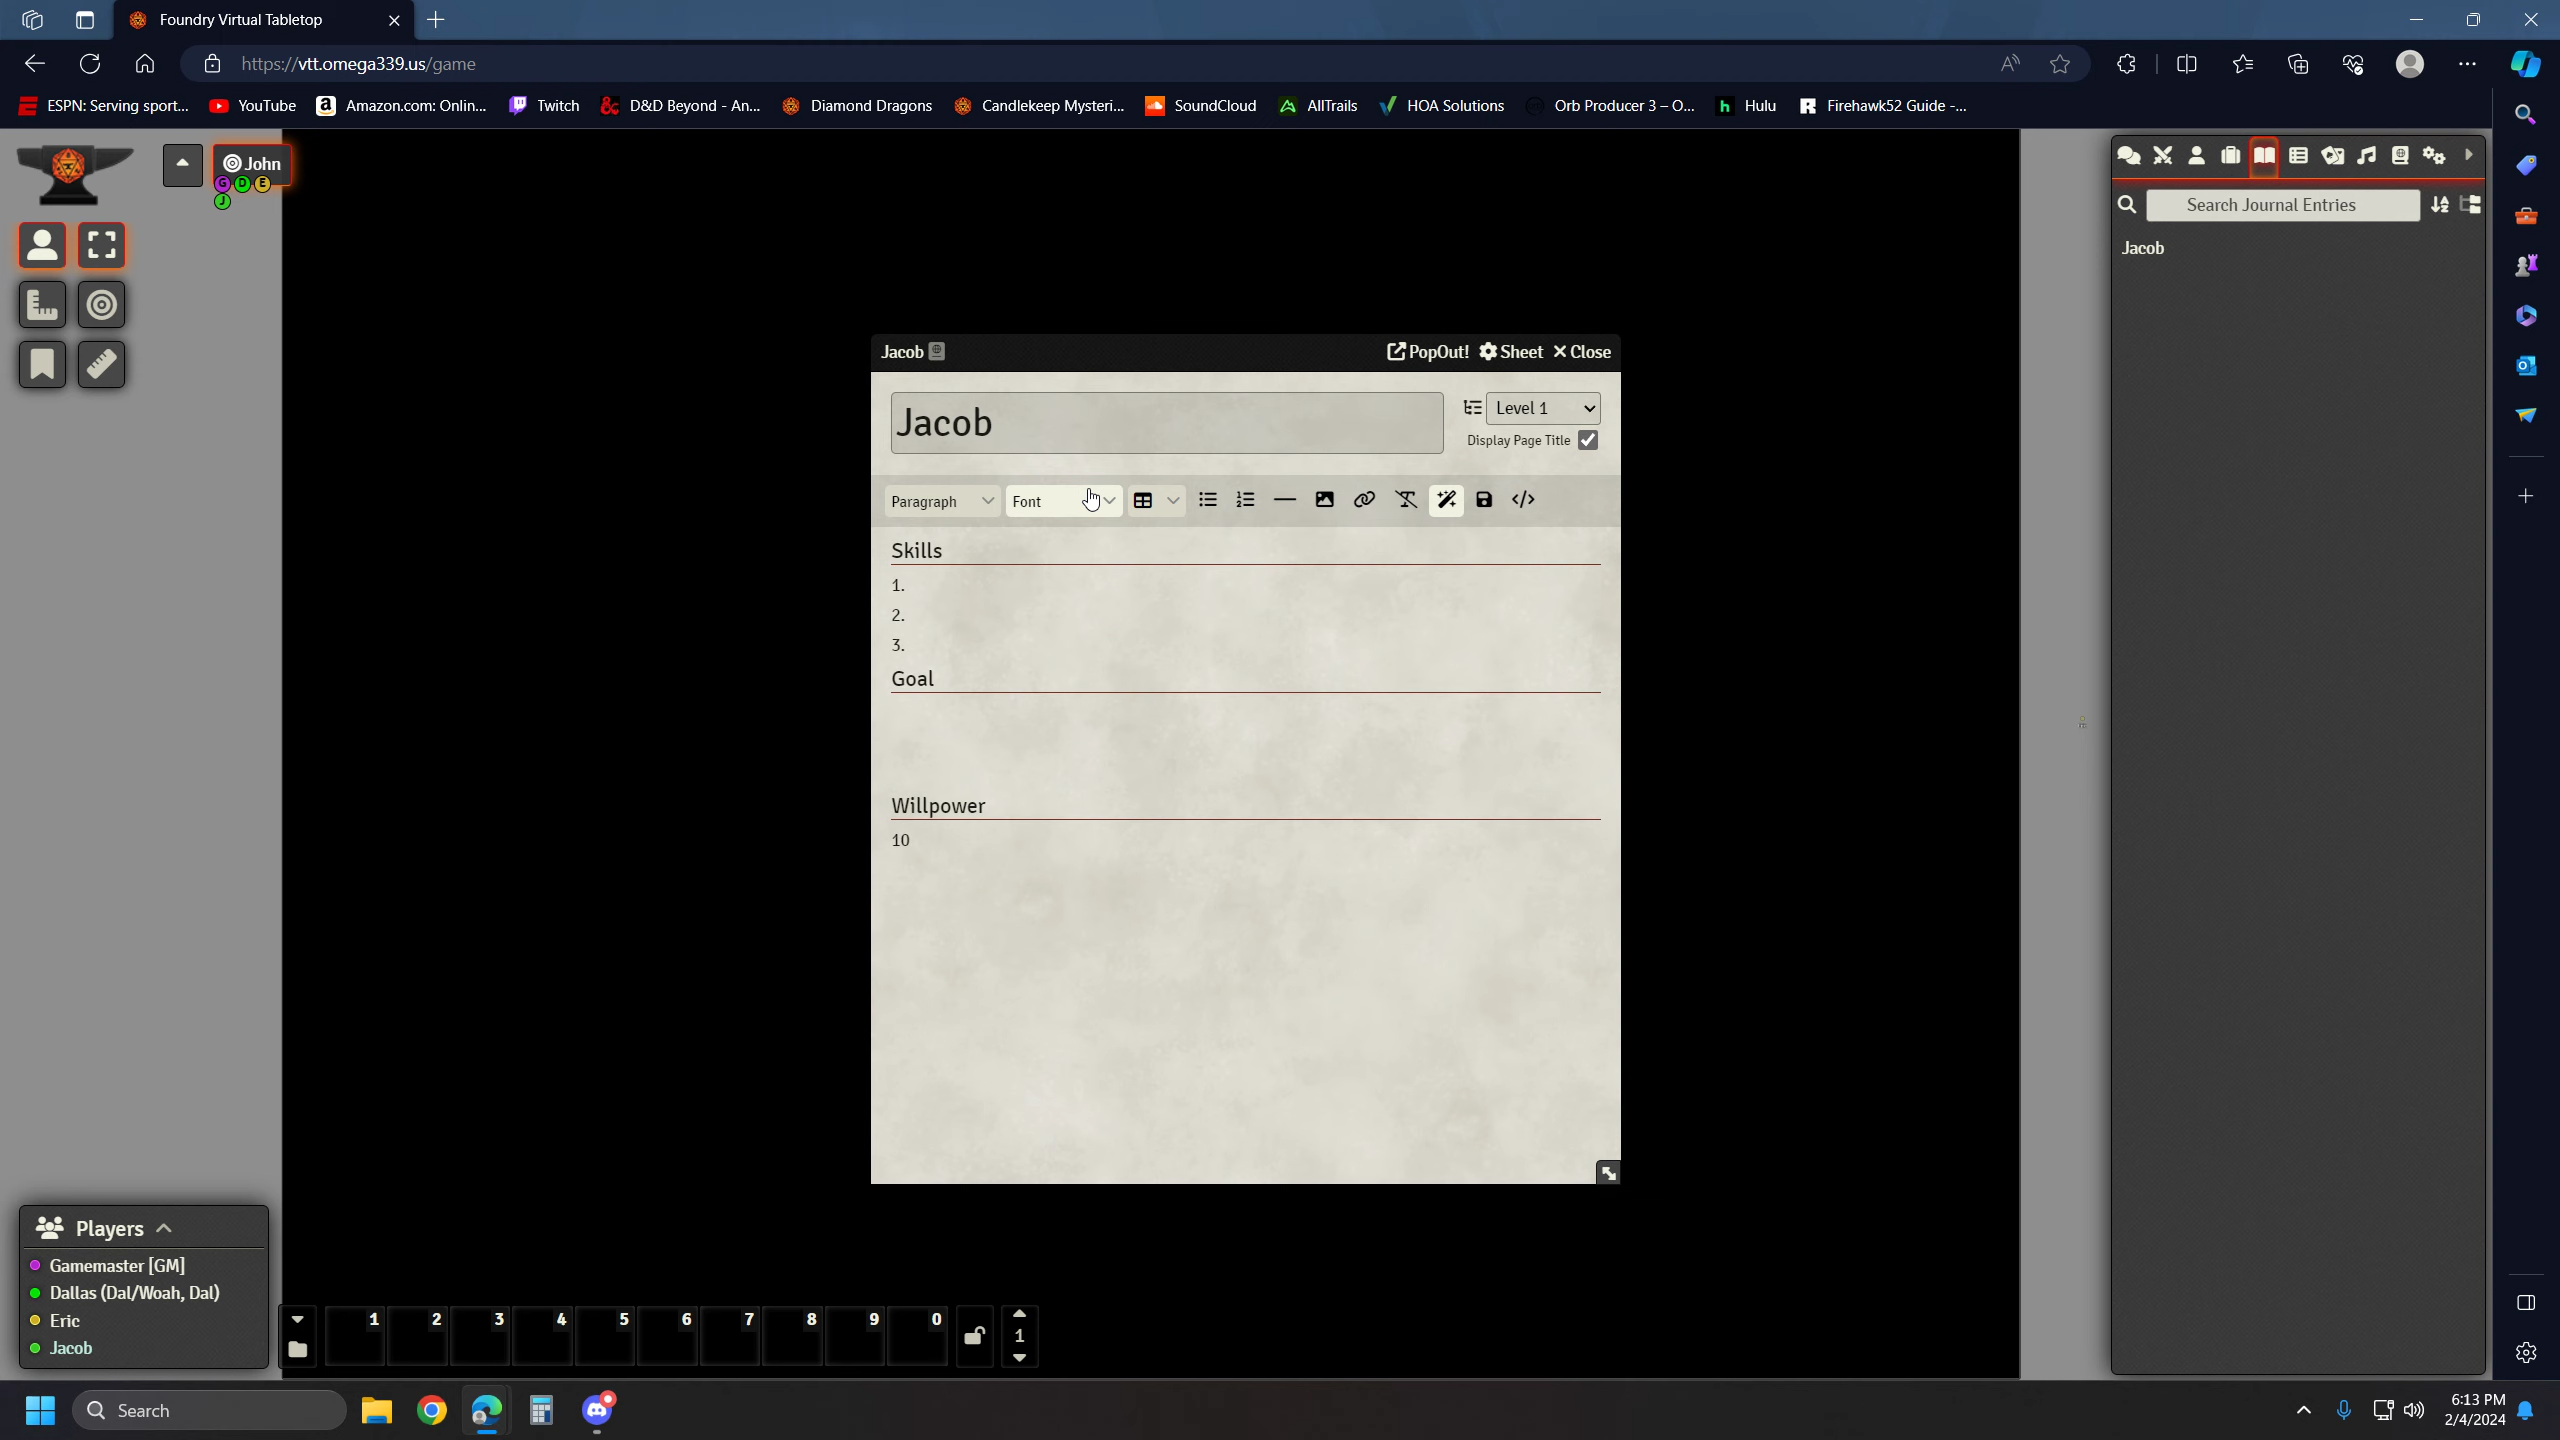 Foundry Virtual Tabletop
https://vtt.omega339.us/game
ESPN: Serving sport... YouTube Amazon.com: Onlin... Twitch D&D Beyond - An... Diamond Dragons Candlekeep Mysteri... SoundCloud AllTrails HOA Solutions Orb Producer 3 – O... Hulu Firehawk52 Guide -...
John
G D E
J
Search Journal Entries
Jacob
Jacob PopOut! Sheet Close
Jacob
Level 1
Display Page Title
Paragraph Font
Skills
1.
2.
3.
Goal
Willpower
10
Players
Gamemaster [GM]
Dallas (Dal/Woah, Dal)
Eric
Jacob
1 2 3 4 5 6 7 8 9 0 1
Search
6:13 PM
2/4/2024